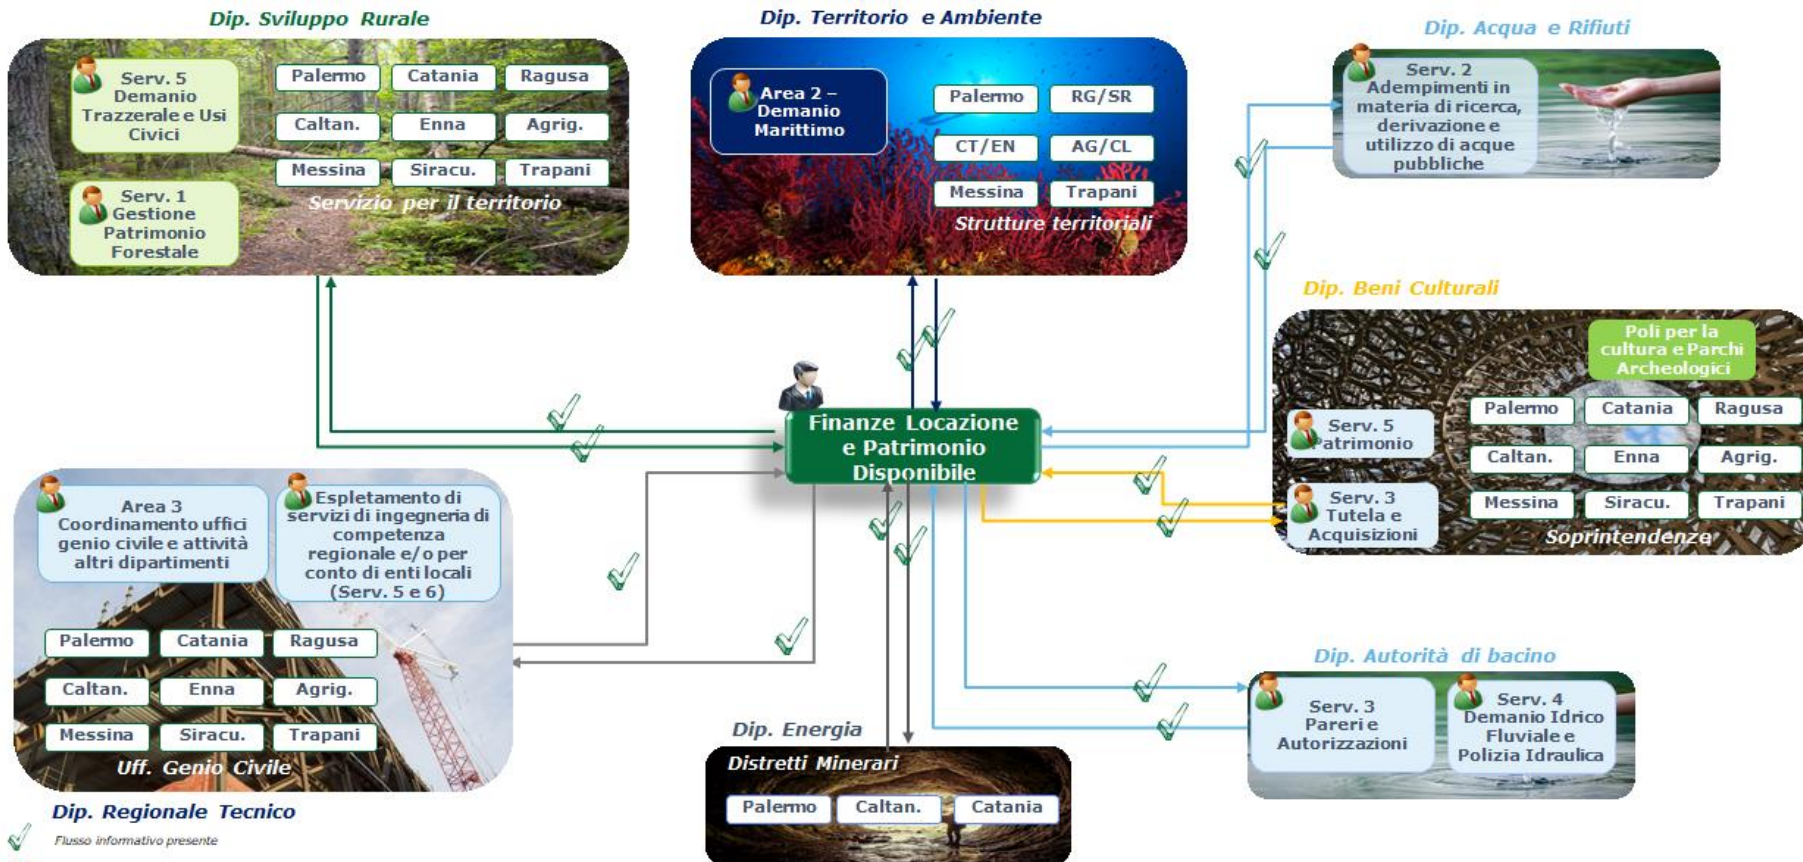 Dip. Sviluppo Rurale
Serv. 5
Demanio
Trazzerale e Usi
Civici
Palermo
Catania
Ragusa
Caltan.
Enna
Agrig.
Messina
Siracu.
Trapani
Serv. 1
Gestione
Patrimonio
Forestale
Servizio per il territorio
Dip. Territorio e Ambiente
Area 2 –
Demanio
Marittimo
Palermo
RG/SR
CT/EN
AG/CL
Messina
Trapani
Strutture territoriali
Dip. Acqua e Rifiuti
Serv. 2
Adempimenti in
materia di ricerca,
derivazione e
utilizzo di acque
pubbliche
Dip. Beni Culturali
Poli per la
cultura e Parchi
Archeologici
Serv. 5
Patrimonio
Serv. 3
Tutela e
Acquisizioni
Palermo
Catania
Ragusa
Caltan.
Enna
Agrig.
Messina
Siracu.
Trapani
Soprintendenze
Finanze Locazione
e Patrimonio
Disponibile
Area 3
Coordinamento uffici
genio civile e attività
altri dipartimenti
Espletamento di
servizi di ingegneria di
competenza
regionale e/o per
conto di enti locali
(Serv. 5 e 6)
Palermo
Catania
Ragusa
Caltan.
Enna
Agrig.
Messina
Siracu.
Trapani
Uff. Genio Civile
Dip. Regionale Tecnico
Flusso informativo presente
Dip. Energia
Distretti Minerari
Palermo
Caltan.
Catania
Dip. Autorità di bacino
Serv. 3
Pareri e
Autorizzazioni
Serv. 4
Demanio Idrico
Fluviale e
Polizia Idraulica